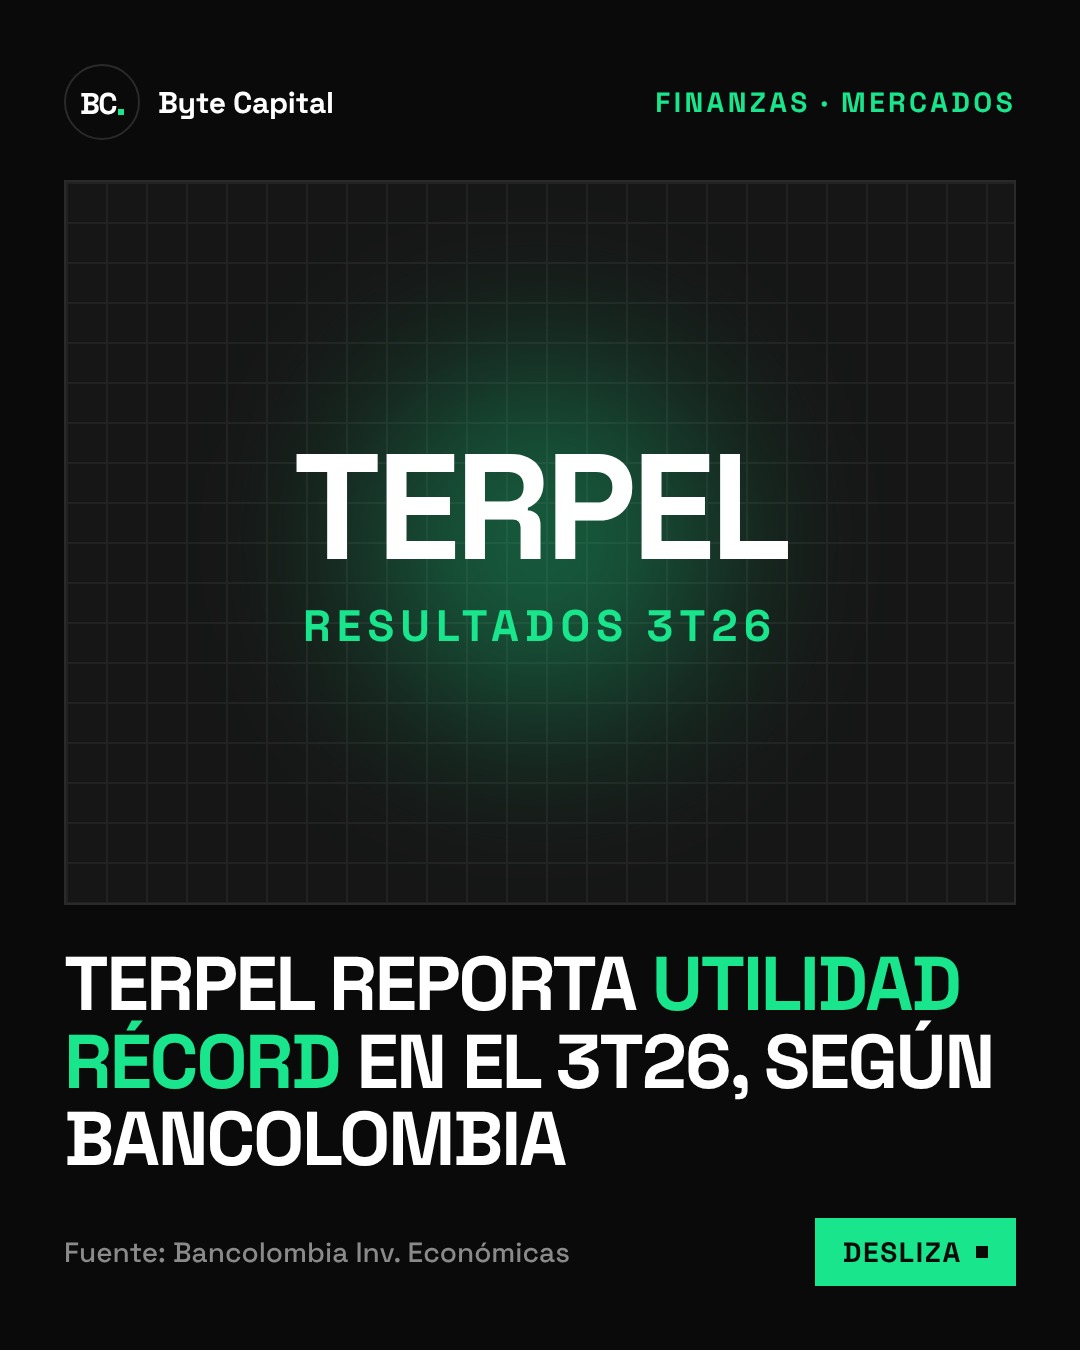 BC.
Byte Capital
FINANZAS · MERCADOS
TERPEL
RESULTADOS 3T26
TERPEL REPORTA UTILIDAD
RÉCORD EN EL 3T26, SEGÚN
BANCOLOMBIA
Fuente: Bancolombia Inv. Económicas
DESLIZA